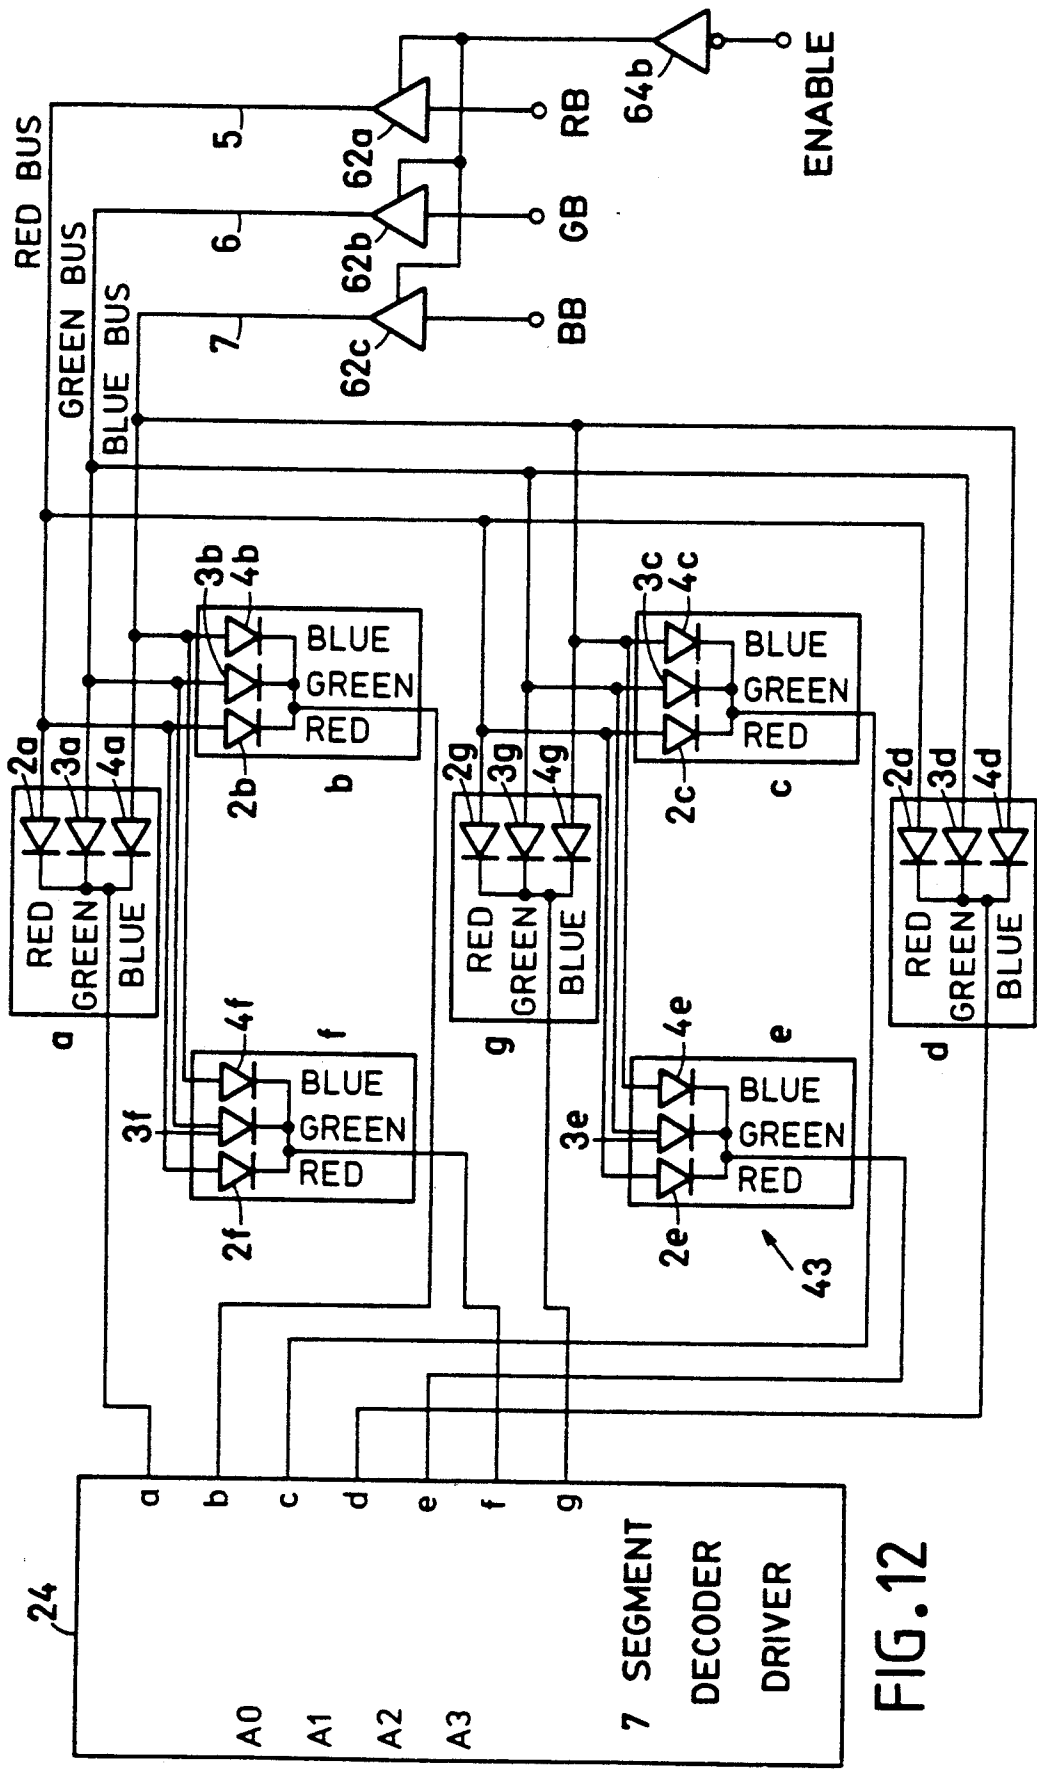 24
A0
A1
A2
A3
7 SEGMENT
DECODER
DRIVER
a
b
c
d
e
f
g
RED
GREEN
BLUE
a
2a
3a
4a
2f
3f
4f
RED
GREEN
BLUE
f
2b
3b
4b
RED
GREEN
BLUE
b
RED
GREEN
BLUE
g
2g
3g
4g
2e
3e
4e
RED
GREEN
BLUE
e
2c
3c
4c
RED
GREEN
BLUE
c
RED
GREEN
BLUE
d
2d
3d
4d
43
RED BUS
GREEN BUS
BLUE BUS
5
6
7
62a
62b
62c
64b
RB
GB
BB
ENABLE
FIG.12